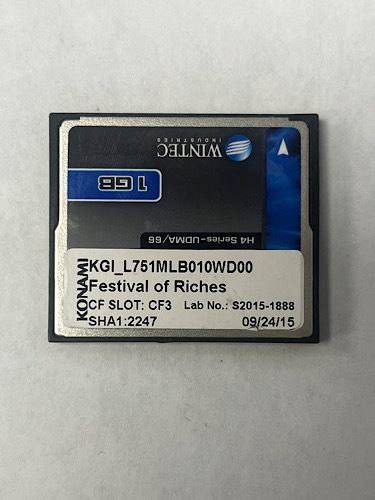 WINTEC
INDUSTRIES
1GB
H4 Series-UDMA/66
KONAMI
KGI_L751MLB010WD00
Festival of Riches
CF SLOT: CF3 Lab No.: S2015-1888
SHA1:2247 09/24/15